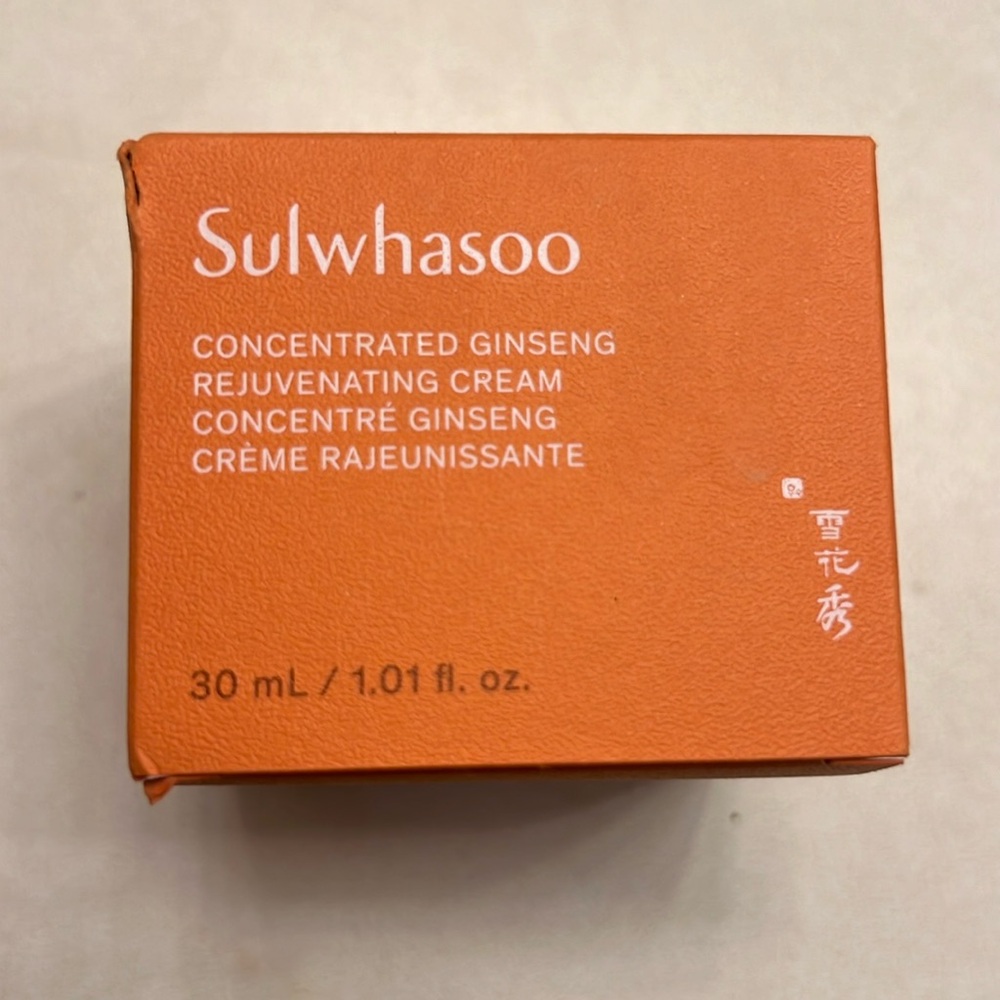 Sulwhasoo
CONCENTRATED GINSENG
REJUVENATING CREAM
CONCENTRÉ GINSENG
CRÈME RAJEUNISSANTE
雪花秀
30 mL / 1.01 fl. oz.